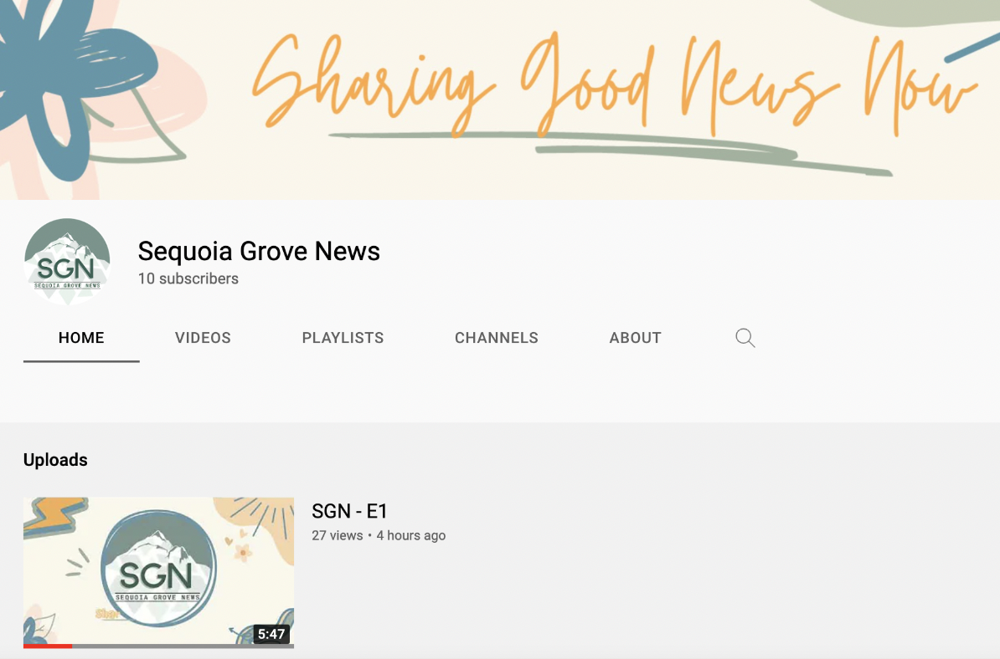 Sharing Good News Now
SGN
SEQUOIA GROVE NEWS
Sequoia Grove News
10 subscribers
HOME VIDEOS PLAYLISTS CHANNELS ABOUT
Uploads
SGN
SEQUOIA GROVE NEWS
Shar
5:47
SGN - E1
27 views • 4 hours ago